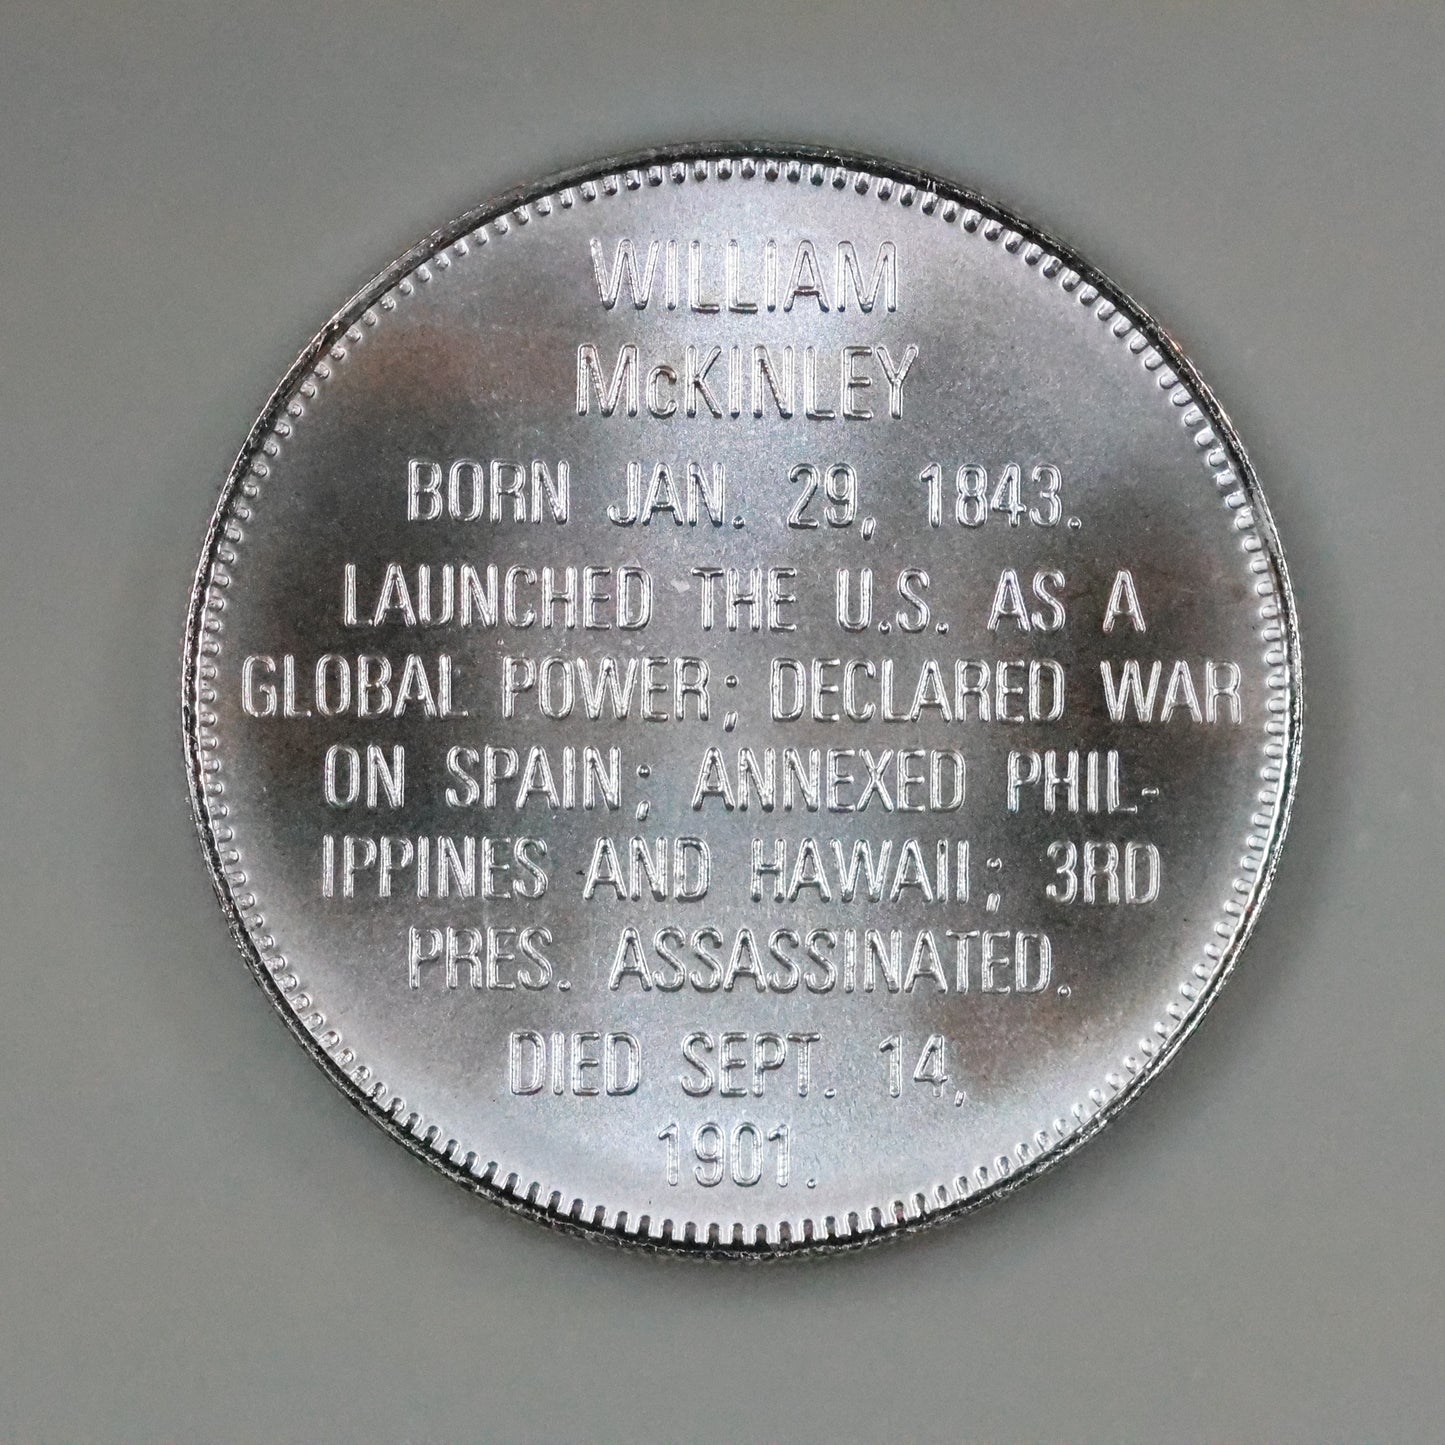 WILLIAM
McKINLEY
BORN JAN. 29, 1843.
LAUNCHED THE U.S. AS A
GLOBAL POWER; DECLARED WAR
ON SPAIN; ANNEXED PHIL-
IPPINES AND HAWAII; 3RD
PRES. ASSASSINATED.
DIED SEPT. 14,
1901.